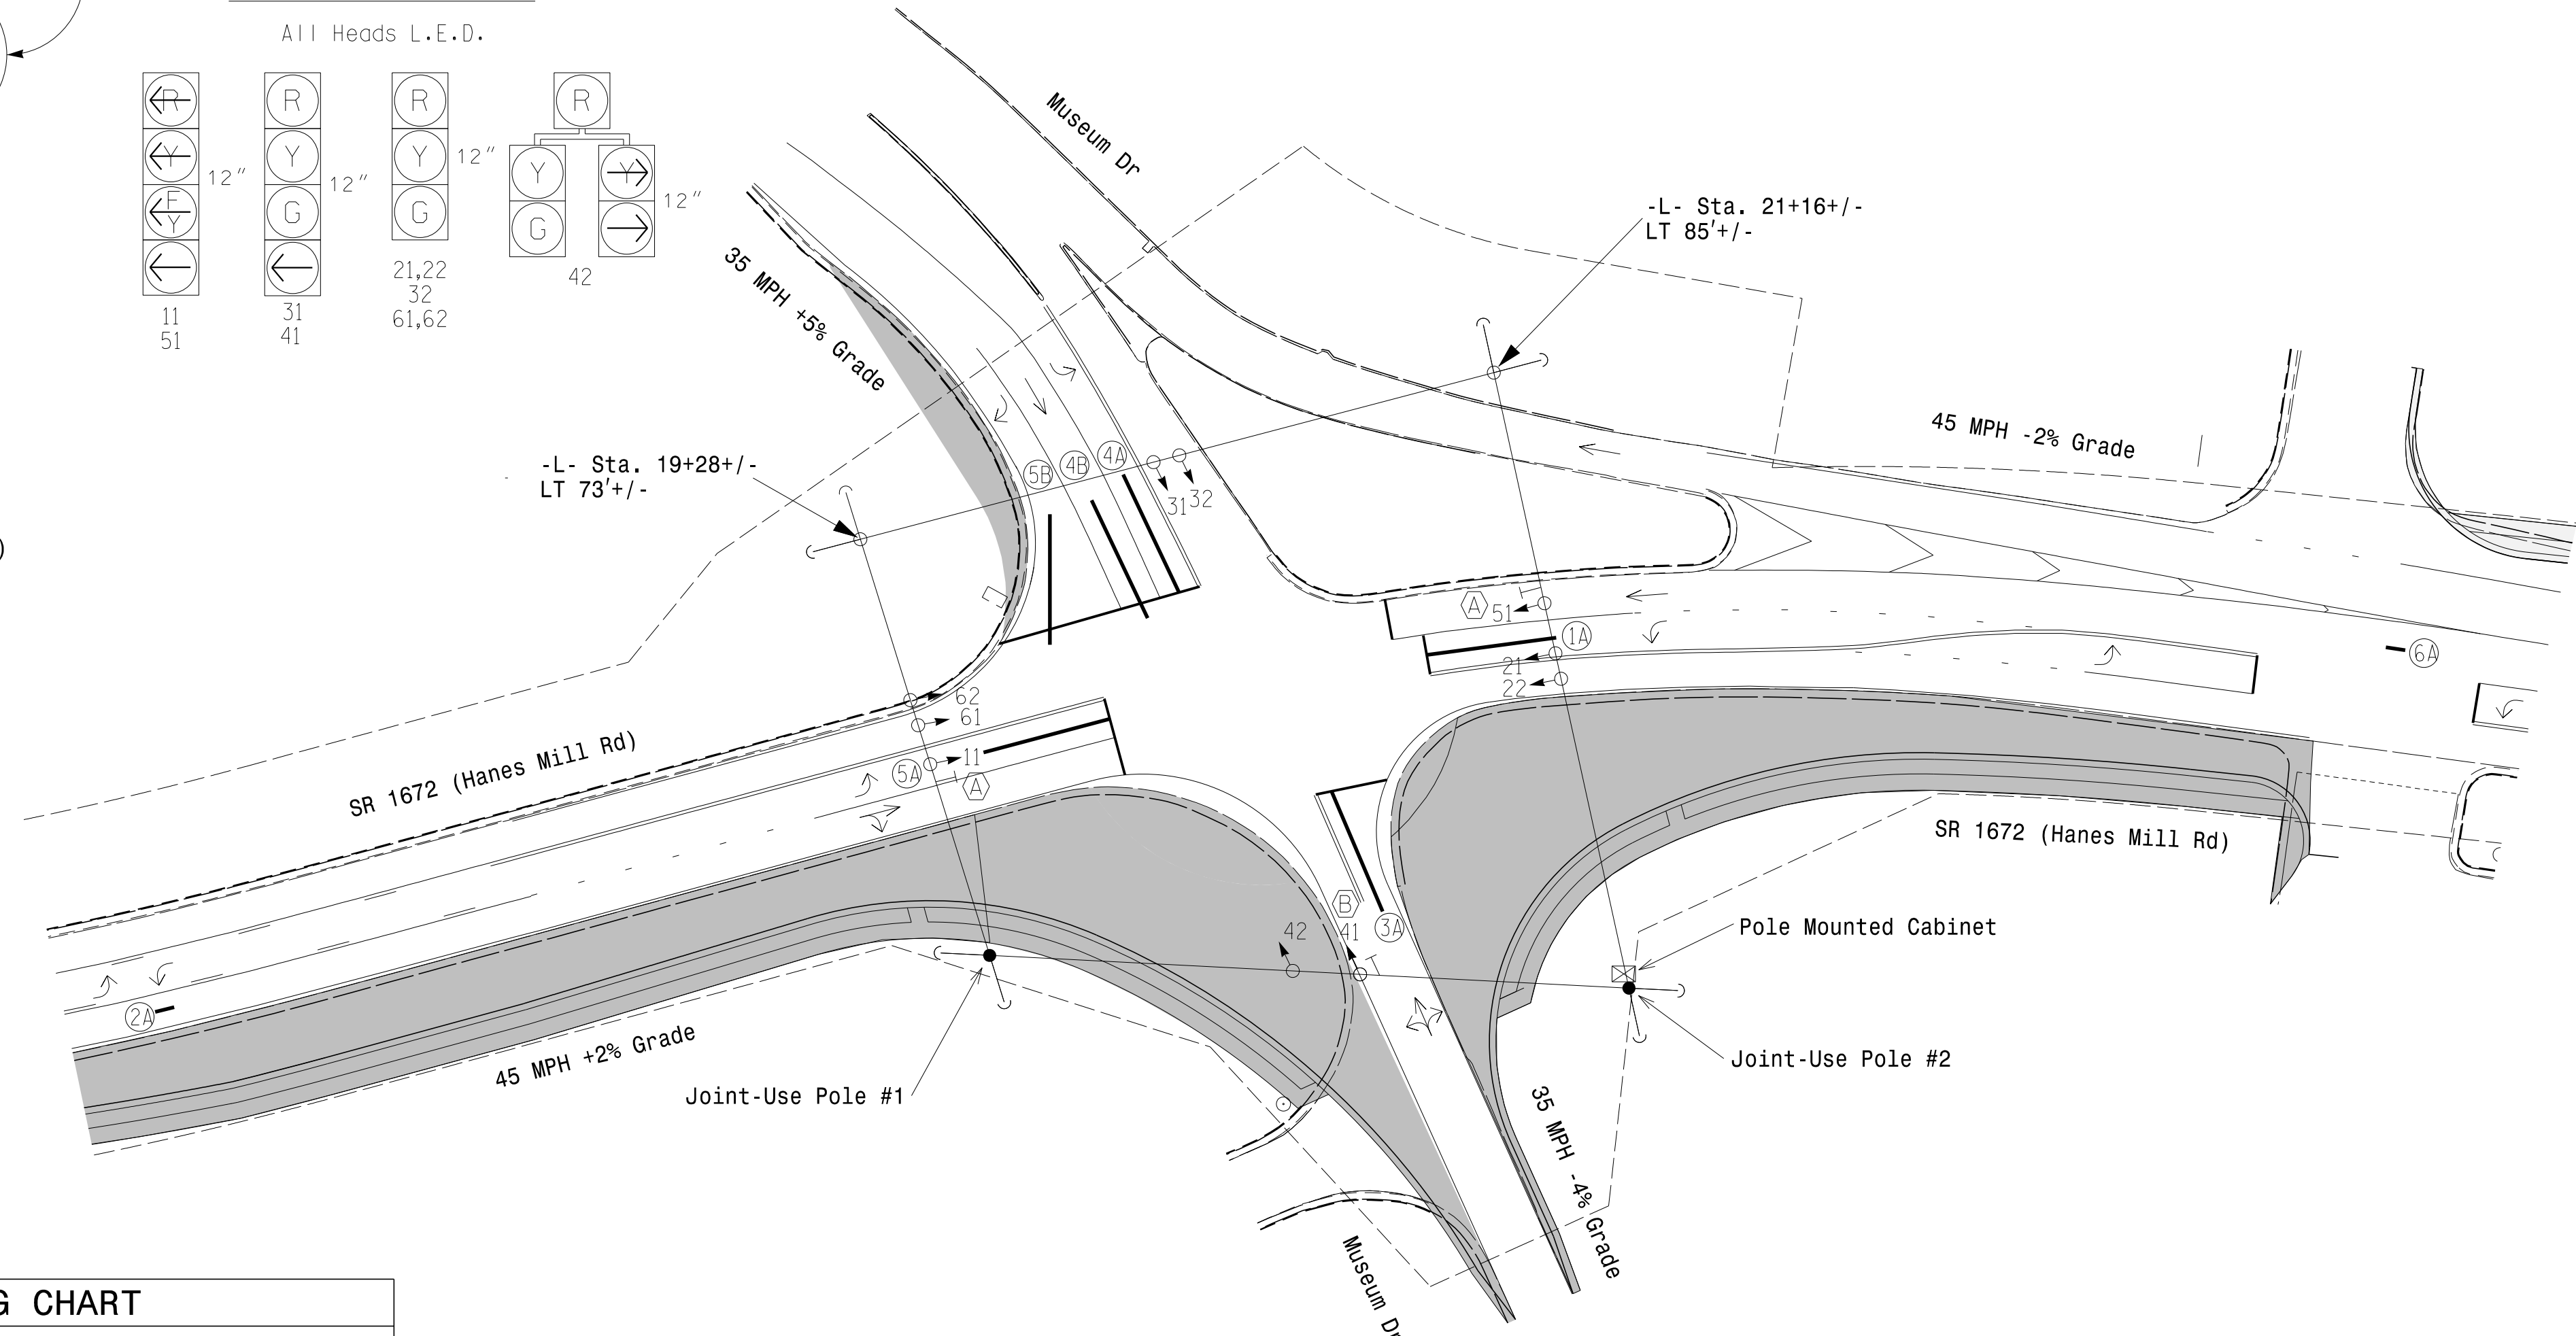 All Heads L.E.D.
R
Y
F
Y
12"
11
51
R
Y
G
12"
31
41
R
Y
G
12"
21,22
32
61,62
R
Y
Y
G
12"
42
Museum Dr
35 MPH +5% Grade
-L- Sta. 21+16+/-
LT 85'+/-
-L- Sta. 19+28+/-
LT 73'+/-
45 MPH -2% Grade
5B
4B
4A
31
32
A
51
1A
21
22
6A
62
61
11
5A
A
SR 1672 (Hanes Mill Rd)
SR 1672 (Hanes Mill Rd)
2A
45 MPH +2% Grade
B
42
41
3A
Pole Mounted Cabinet
Joint-Use Pole #1
Joint-Use Pole #2
35 MPH -4% Grade
Museum Dr
)
G CHART